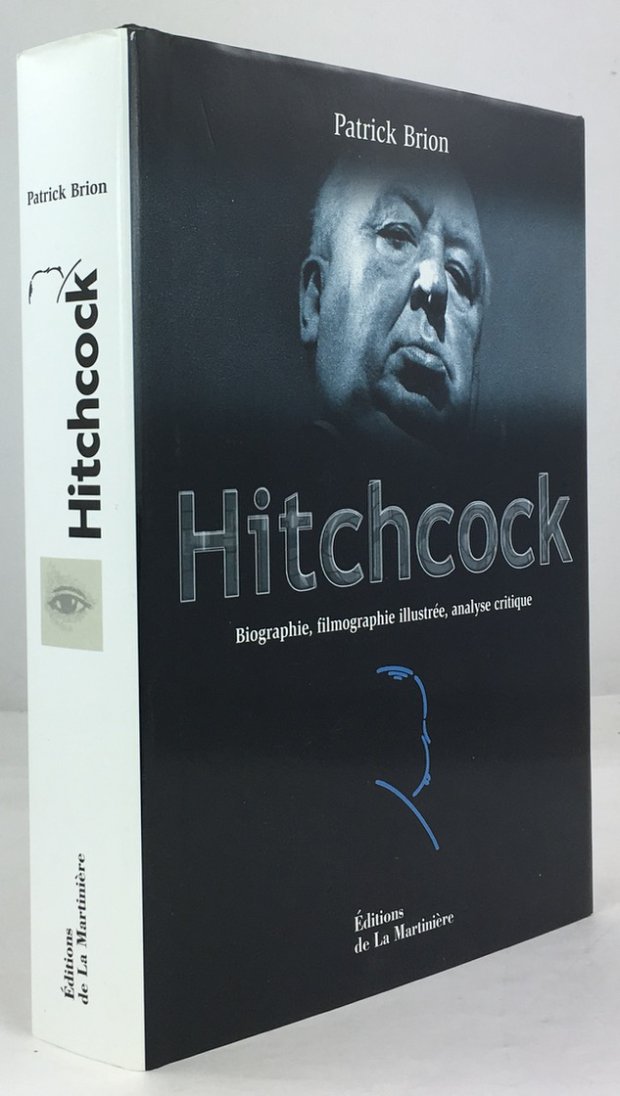 Patrick Brion
Hitchcock
Éditions
de La Martinière
Patrick Brion
Hitchcock
Biographie, filmographie illustrée, analyse critique
Éditions
de La Martinière